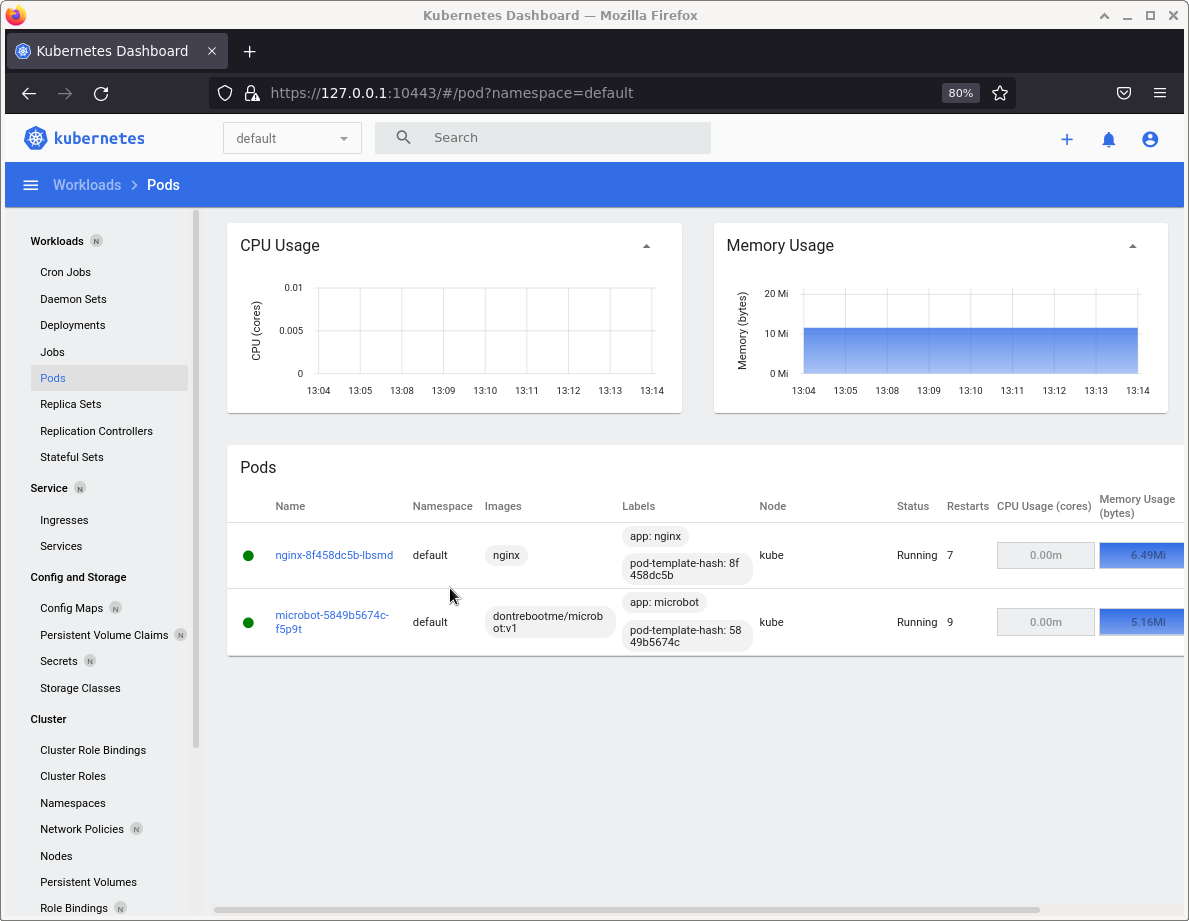 Kubernetes Dashboard — Mozilla Firefox
Kubernetes Dashboard
https://127.0.0.1:10443/#/pod?namespace=default
80%
kubernetes
default
Search
Workloads
Pods
Workloads N
Cron Jobs
Daemon Sets
Deployments
Jobs
Pods
Replica Sets
Replication Controllers
Stateful Sets
Service N
Ingresses
Services
Config and Storage
Config Maps N
Persistent Volume Claims N
Secrets N
Storage Classes
Cluster
Cluster Role Bindings
Cluster Roles
Namespaces
Network Policies N
Nodes
Persistent Volumes
Role Bindings N
CPU Usage
CPU (cores)
0.01
0.005
0
13:04 13:05 13:08 13:09 13:10 13:11 13:12 13:13 13:14
Memory Usage
Memory (bytes)
20 Mi
10 Mi
0 Mi
13:04 13:05 13:08 13:09 13:10 13:11 13:12 13:13 13:14
Pods
Name Namespace Images Labels Node Status Restarts CPU Usage (cores) Memory Usage
(bytes)
nginx-8f458dc5b-lbsmd default nginx
app: nginx
pod-template-hash: 8f
458dc5b
kube Running 7 0.00m 6.49Mi
microbot-5849b5674c-
f5p9t
default
dontrebootme/microb
ot:v1
app: microbot
pod-template-hash: 58
49b5674c
kube Running 9 0.00m 5.16Mi